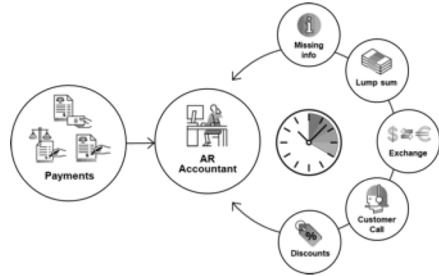 Missing
info
Lump sum
Exchange
Customer
Call
Discounts
Payments
AR
Accountant